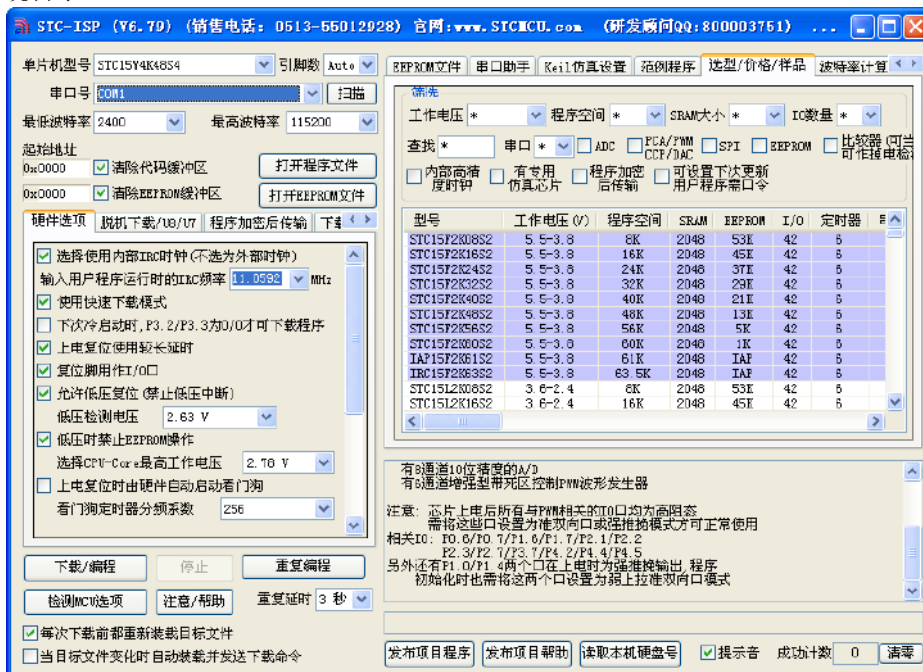 STC-ISP (V6.79) (销售电话: 0513-55012928) 官网:www.STCMCU.com (研发顾问QQ:800003751) ...
单片机型号 STC15W4K48S4 引脚数 Auto
串口号 COM1 扫描
最低波特率 2400 最高波特率 115200
起始地址
0x0000 清除代码缓冲区 打开程序文件
0x0000 清除EEPROM缓冲区 打开EEPROM文件
硬件选项 脱机下载/U8/U7 程序加密后传输
选择使用内部IRC时钟(不选为外部时钟)
输入用户程序运行时的IRC频率 11.0592 MHz
使用快速下载模式
下次冷启动时,P3.2/P3.3为0/0才可下载程序
上电复位使用较长延时
复位脚用作I/O口
允许低压复位(禁止低压中断)
低压检测电压 2.63 V
低压时禁止EEPROM操作
选择CPU-Core最高工作电压 2.76 V
上电复位时由硬件自动启动看门狗
看门狗定时器分频系数 256
下载/编程 停止 重复编程
检测MCU选项 注意/帮助 重复延时 3 秒
每次下载前都重新装载目标文件
当目标文件变化时自动装载并发送下载命令
EEPROM文件 串口助手 Keil仿真设置 范例程序 选型/价格/样品 波特率计算
筛选
工作电压 * 程序空间 * SRAM大小 * IO数量 *
查找 * 串口 * ADC PCA/PWM CCP/DAC SPI EEPROM 比较器(可当 可作掉电检
内部高精度时钟 有专用仿真芯片 程序加密后传输 可设置下次更新用户程序需口令
型号 工作电压(V) 程序空间 SRAM EEPROM I/O 定时器
STC15F2K08S2 5.5-3.8 8K 2048 53K 42 6
STC15F2K16S2 5.5-3.8 16K 2048 45K 42 6
STC15F2K24S2 5.5-3.8 24K 2048 37K 42 6
STC15F2K32S2 5.5-3.8 32K 2048 29K 42 6
STC15F2K40S2 5.5-3.8 40K 2048 21K 42 6
STC15F2K48S2 5.5-3.8 48K 2048 13K 42 6
STC15F2K56S2 5.5-3.8 56K 2048 5K 42 6
STC15F2K60S2 5.5-3.8 60K 2048 1K 42 6
IAP15F2K61S2 5.5-3.8 61K 2048 IAP 42 6
IRC15F2K63S2 5.5-3.8 63.5K 2048 IAP 42 6
STC15L2K08S2 3.6-2.4 8K 2048 53K 42 6
STC15L2K16S2 3.6-2.4 16K 2048 45K 42 6
有8通道10位精度的A/D
有6通道增强型带死区控制PWM波形发生器
注意: 芯片上电后所有与PWM相关的IO口均为高阻态
需将这些口设置为准双向口或强推挽模式方可正常使用
相关IO: P0.6/P0.7/P1.6/P1.7/P2.1/P2.2
P2.3/P2.7/P3.7/P4.2/P4.4/P4.5
另外还有P1.0/P1.4两个口在上电时为强推挽输出,程序
初始化时也需将这两个口设置为弱上拉准双向口模式
发布项目程序 发布项目帮助 读取本机硬盘号 提示音 成功计数 0 清零